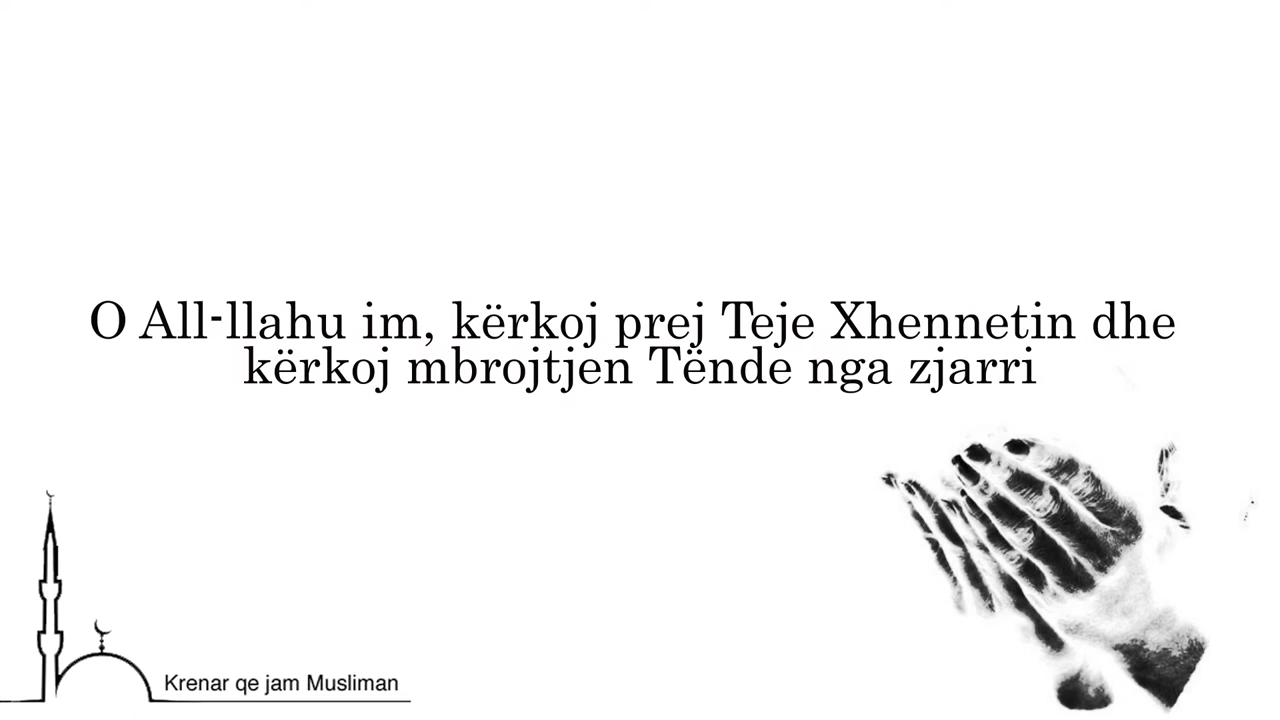 O All-llahu im, kërkoj prej Teje Xhennetin dhe
kërkoj mbrojtjen Tënde nga zjarri
Krenar qe jam Musliman